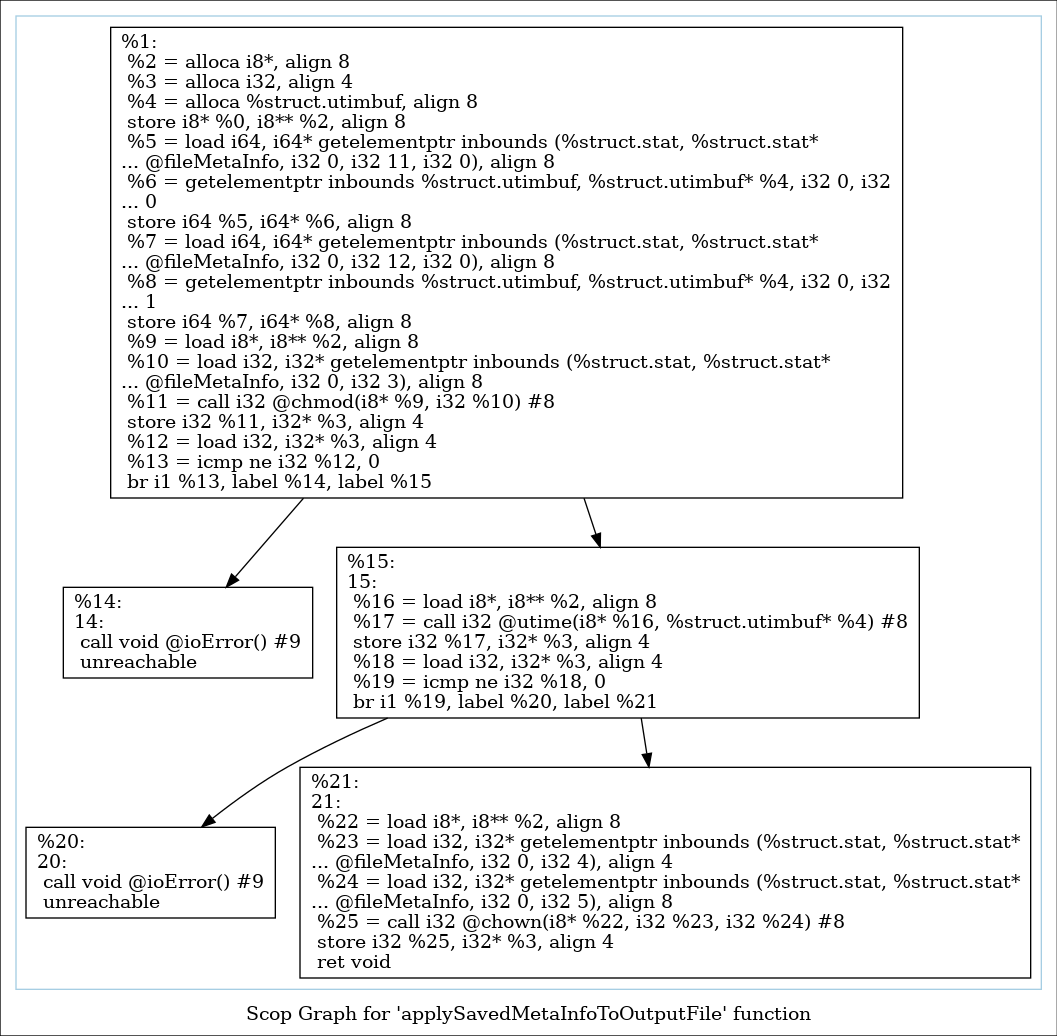 %1:
%2 = alloca i8*, align 8
%3 = alloca i32, align 4
%4 = alloca %struct.utimbuf, align 8
store i8* %0, i8** %2, align 8
%5 = load i64, i64* getelementptr inbounds (%struct.stat, %struct.stat*
... @fileMetaInfo, i32 0, i32 11, i32 0), align 8
%6 = getelementptr inbounds %struct.utimbuf, %struct.utimbuf* %4, i32 0, i32
... 0
store i64 %5, i64* %6, align 8
%7 = load i64, i64* getelementptr inbounds (%struct.stat, %struct.stat*
... @fileMetaInfo, i32 0, i32 12, i32 0), align 8
%8 = getelementptr inbounds %struct.utimbuf, %struct.utimbuf* %4, i32 0, i32
... 1
store i64 %7, i64* %8, align 8
%9 = load i8*, i8** %2, align 8
%10 = load i32, i32* getelementptr inbounds (%struct.stat, %struct.stat*
... @fileMetaInfo, i32 0, i32 3), align 8
%11 = call i32 @chmod(i8* %9, i32 %10) #8
store i32 %11, i32* %3, align 4
%12 = load i32, i32* %3, align 4
%13 = icmp ne i32 %12, 0
br i1 %13, label %14, label %15
%14:
14:
call void @ioError() #9
unreachable
%15:
15:
%16 = load i8*, i8** %2, align 8
%17 = call i32 @utime(i8* %16, %struct.utimbuf* %4) #8
store i32 %17, i32* %3, align 4
%18 = load i32, i32* %3, align 4
%19 = icmp ne i32 %18, 0
br i1 %19, label %20, label %21
%20:
20:
call void @ioError() #9
unreachable
%21:
21:
%22 = load i8*, i8** %2, align 8
%23 = load i32, i32* getelementptr inbounds (%struct.stat, %struct.stat*
... @fileMetaInfo, i32 0, i32 4), align 4
%24 = load i32, i32* getelementptr inbounds (%struct.stat, %struct.stat*
... @fileMetaInfo, i32 0, i32 5), align 8
%25 = call i32 @chown(i8* %22, i32 %23, i32 %24) #8
store i32 %25, i32* %3, align 4
ret void
Scop Graph for 'applySavedMetaInfoToOutputFile' function